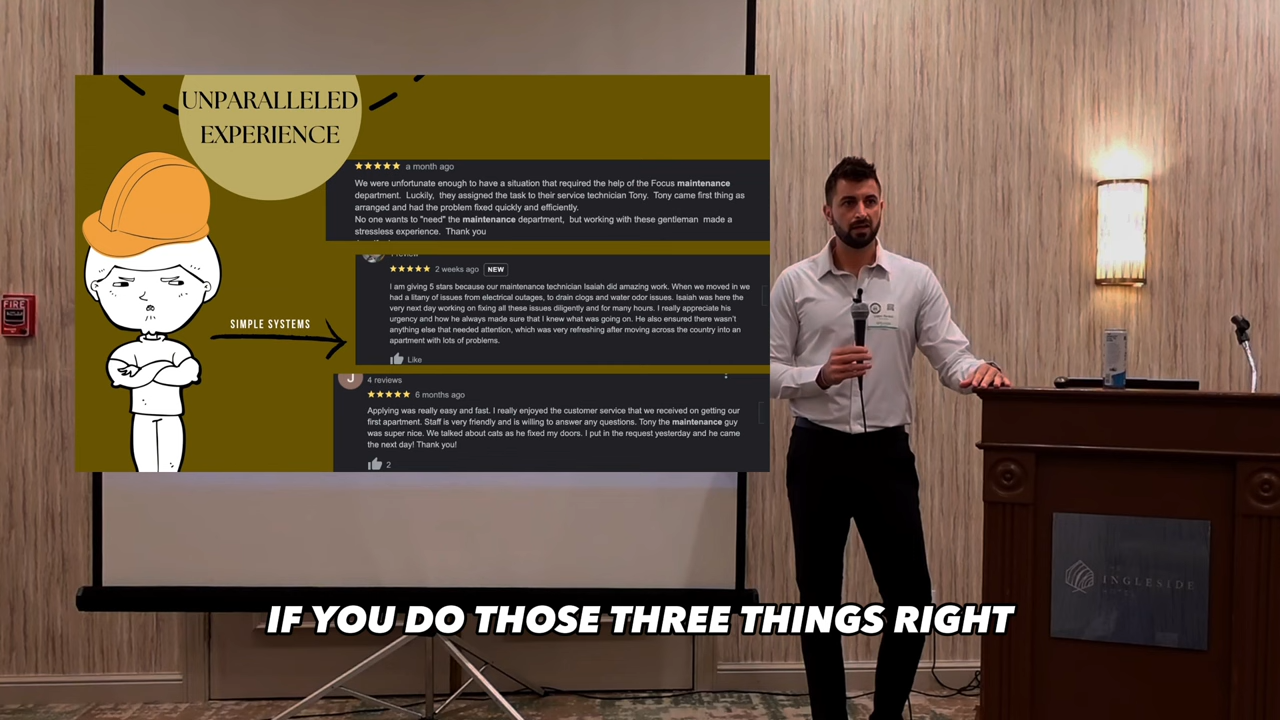 UNPARALLELED
EXPERIENCE
★★★★★ a month ago
We were unfortunate enough to have a situation that required the help of the Focus maintenance
department. Luckily, they assigned the task to their service technician Tony. Tony came first thing as
arranged and had the problem fixed quickly and efficiently.
No one wants to "need" the maintenance department, but working with these gentleman made a
stressless experience. Thank you
SIMPLE SYSTEMS
1 review
★★★★★ 2 weeks ago NEW
I am giving 5 stars because our maintenance technician Isaiah did amazing work. When we moved in we
had a litany of issues from electrical outages, to drain clogs and water odor issues. Isaiah was here the
very next day working on fixing all these issues diligently and for many hours. I really appreciate his
urgency and how he always made sure that I knew what was going on. He also ensured there wasn't
anything else that needed attention, which was very refreshing after moving across the country into an
apartment with lots of problems.
Like
J
4 reviews
★★★★★ 6 months ago
Applying was really easy and fast. I really enjoyed the customer service that we received on getting our
first apartment. Staff is very friendly and is willing to answer any questions. Tony the maintenance guy
was super nice. We talked about cats as he fixed my doors. I put in the request yesterday and he came
the next day! Thank you!
2
FIRE
INGLESIDE
HOTEL
IF YOU DO THOSE THREE THINGS RIGHT